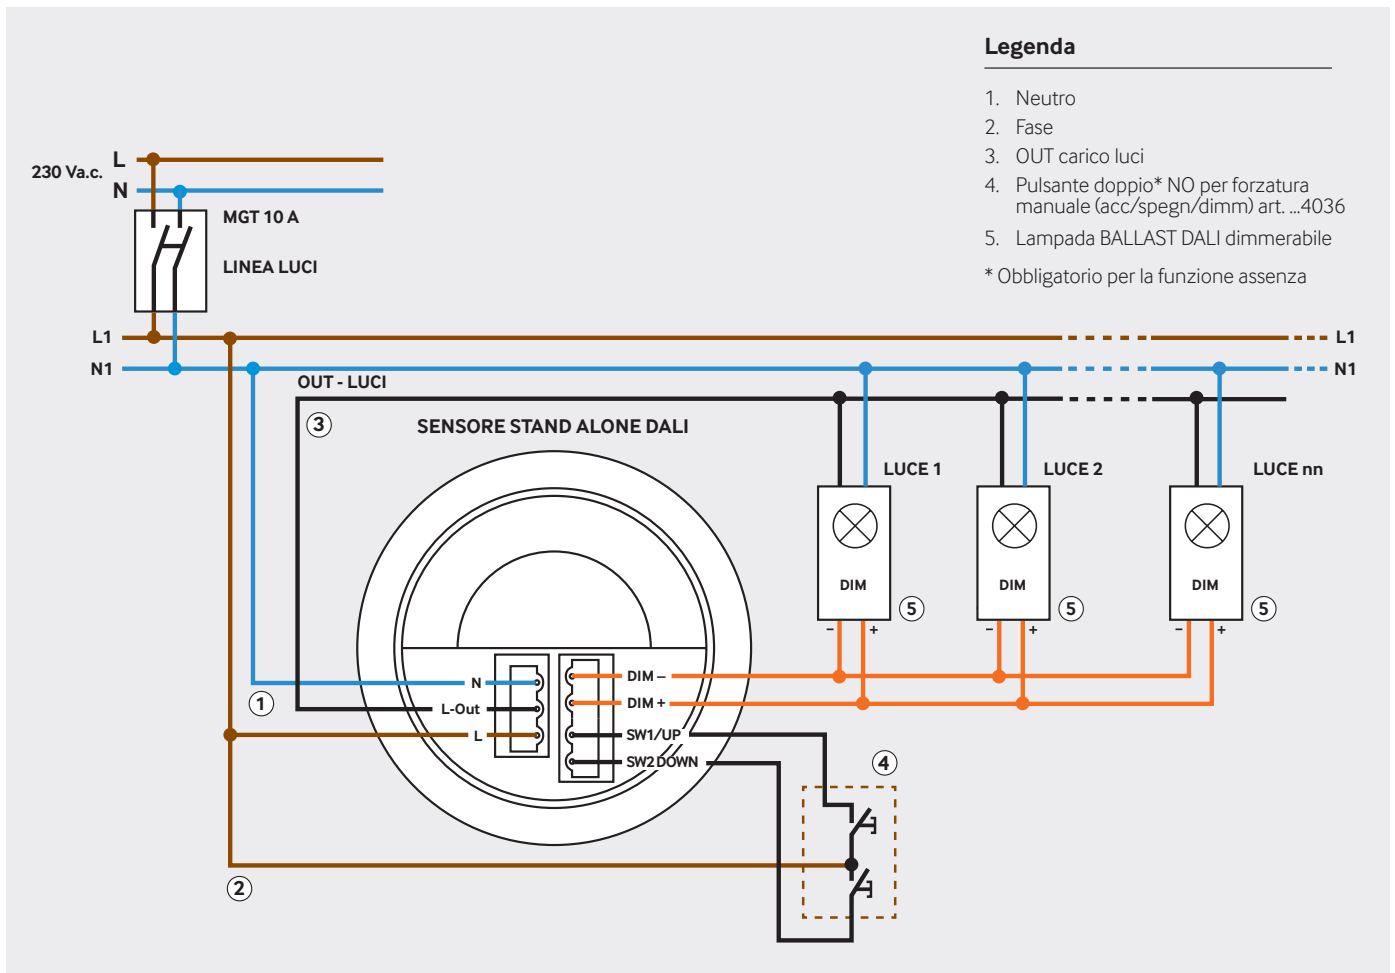 Legenda
1. Neutro
2. Fase
3. OUT carico luci
4. Pulsante doppio* NO per forzatura
manuale (acc/spegn/dimm) art. ...4036
5. Lampada BALLAST DALI dimmerabile
* Obbligatorio per la funzione assenza
230 Va.c.
L
N
MGT 10 A
LINEA LUCI
L1
L1
N1
N1
OUT - LUCI
3
SENSORE STAND ALONE DALI
LUCE 1
LUCE 2
LUCE nn
DIM
DIM
DIM
5
5
5
– +
– +
– +
N
DIM –
1
L-Out
DIM +
L
SW1/UP
SW2 DOWN
4
2